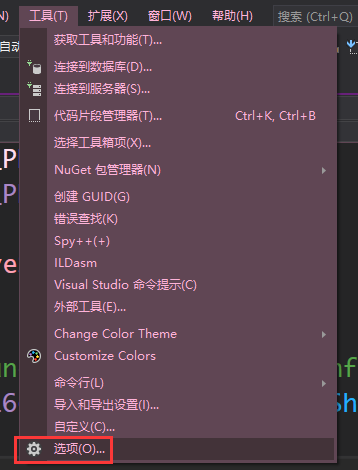 ) 工具(T) 扩展(X) 窗口(W) 帮助(H) 搜索 (Ctrl+Q)
自动
获取工具和功能(T)...
连接到数据库(D)...
连接到服务器(S)...
代码片段管理器(T)... Ctrl+K, Ctrl+B
选择工具箱项(X)...
NuGet 包管理器(N)
创建 GUID(G)
错误查找(K)
Spy++(+)
ILDasm
Visual Studio 命令提示(C)
外部工具(E)...
Change Color Theme
Customize Colors
命令行(L)
导入和导出设置(I)...
自定义(C)...
选项(O)...